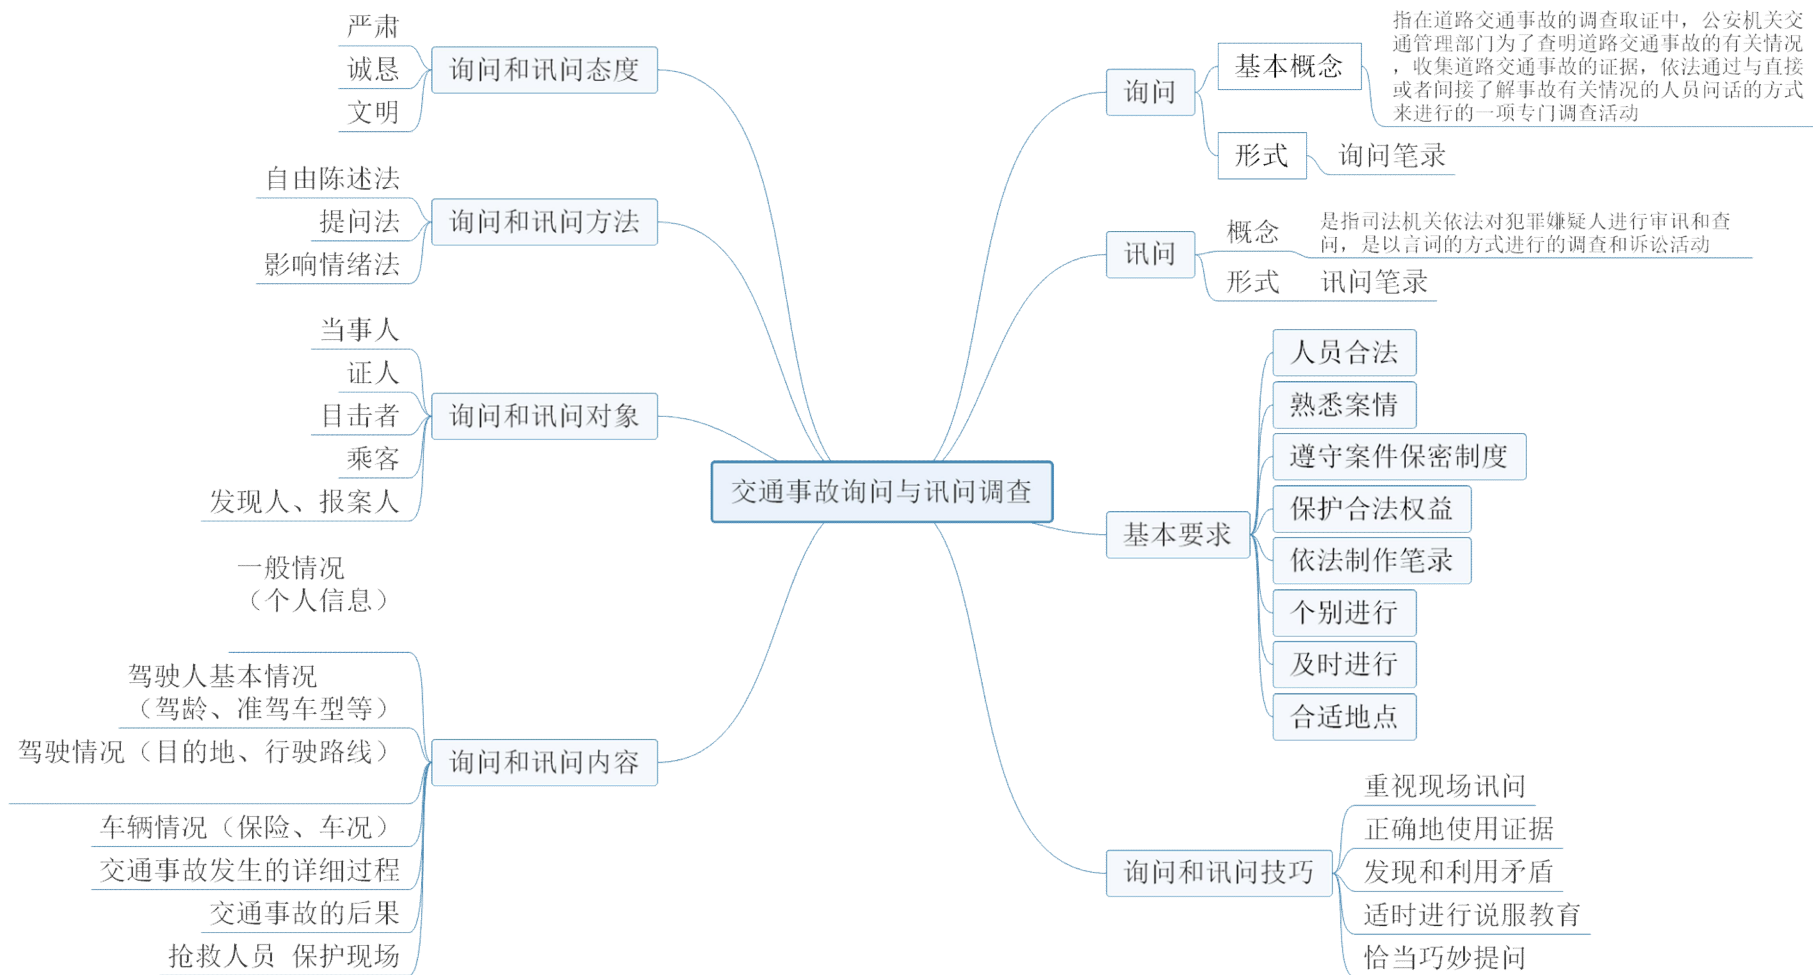 交通事故询问与讯问调查
询问
基本概念
指在道路交通事故的调查取证中，公安机关交
通管理部门为了查明道路交通事故的有关情况
，收集道路交通事故的证据，依法通过与直接
或者间接了解事故有关情况的人员问话的方式
来进行的一项专门调查活动
形式
询问笔录
讯问
概念
是指司法机关依法对犯罪嫌疑人进行审讯和查
问，是以言词的方式进行的调查和诉讼活动
形式
讯问笔录
基本要求
人员合法
熟悉案情
遵守案件保密制度
保护合法权益
依法制作笔录
个别进行
及时进行
合适地点
询问和讯问技巧
重视现场讯问
正确地使用证据
发现和利用矛盾
适时进行说服教育
恰当巧妙提问
询问和讯问态度
严肃
诚恳
文明
询问和讯问方法
自由陈述法
提问法
影响情绪法
询问和讯问对象
当事人
证人
目击者
乘客
发现人、报案人
询问和讯问内容
一般情况
（个人信息）
驾驶人基本情况
（驾龄、准驾车型等）
驾驶情况（目的地、行驶路线）
车辆情况（保险、车况）
交通事故发生的详细过程
交通事故的后果
抢救人员 保护现场